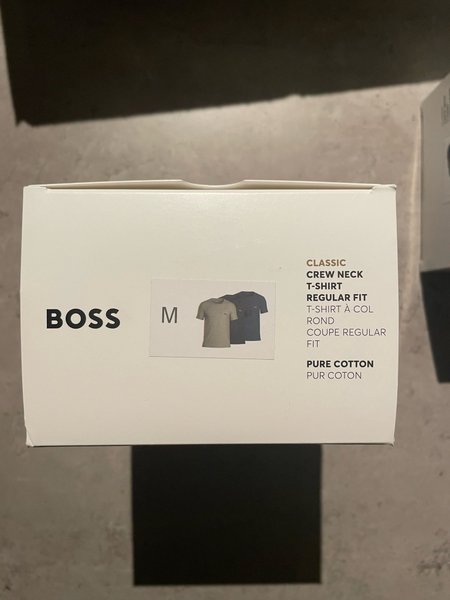 BOSS
M
CLASSIC
CREW NECK
T-SHIRT
REGULAR FIT
T-SHIRT À COL
ROND
COUPE REGULAR
FIT
PURE COTTON
PUR COTON